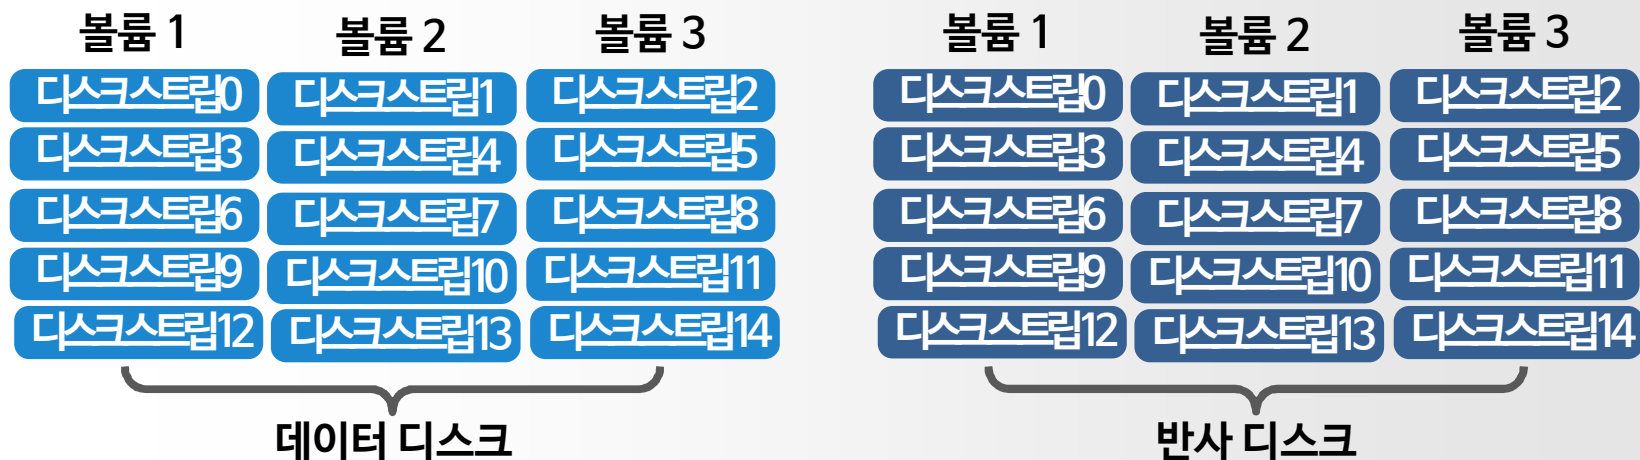 볼륨 1 볼륨 2 볼륨 3 볼륨 1 볼륨 2 볼륨 3
디스크스트립0 디스크스트립1 디스크스트립2 디스크스트립0 디스크스트립1 디스크스트립2
디스크스트립3 디스크스트립4 디스크스트립5 디스크스트립3 디스크스트립4 디스크스트립5
디스크스트립6 디스크스트립7 디스크스트립8 디스크스트립6 디스크스트립7 디스크스트립8
디스크스트립9 디스크스트립10 디스크스트립11 디스크스트립9 디스크스트립10 디스크스트립11
디스크스트립12 디스크스트립13 디스크스트립14 디스크스트립12 디스크스트립13 디스크스트립14
데이터 디스크 반사 디스크